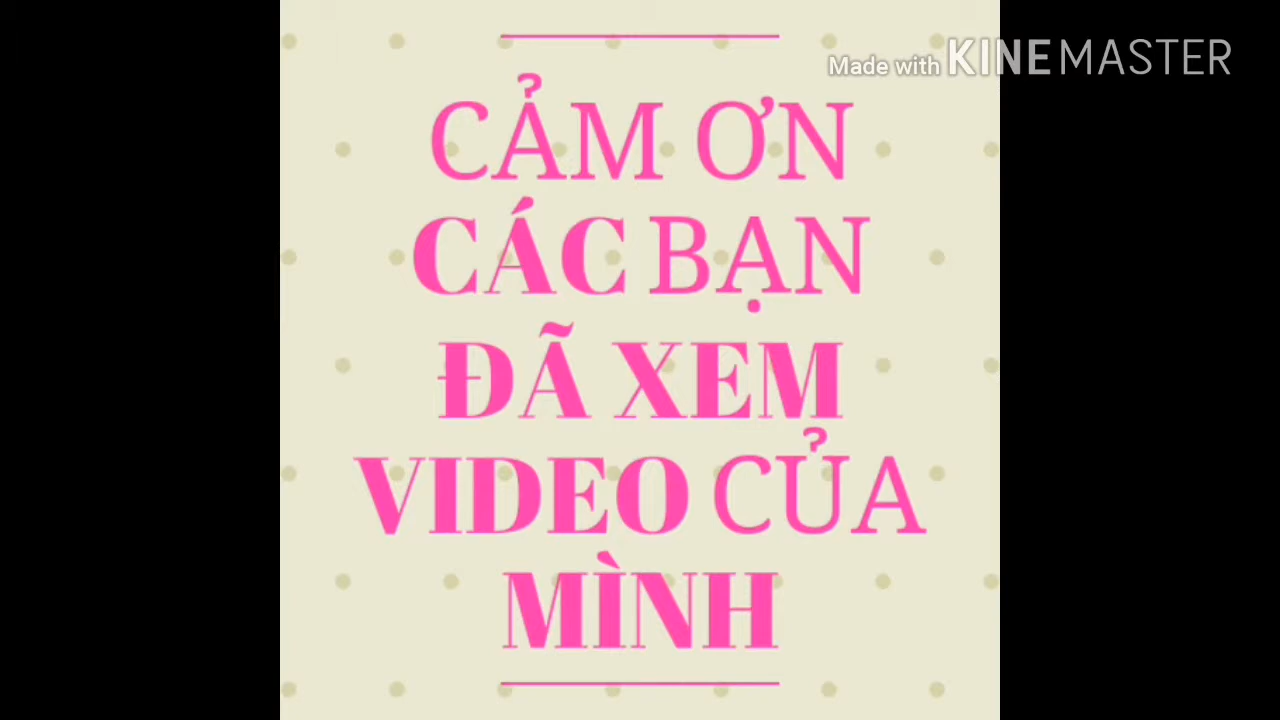 Made with KINEMASTER
CẢM ƠN
CÁC BẠN
ĐÃ XEM
VIDEO CỦA
MÌNH